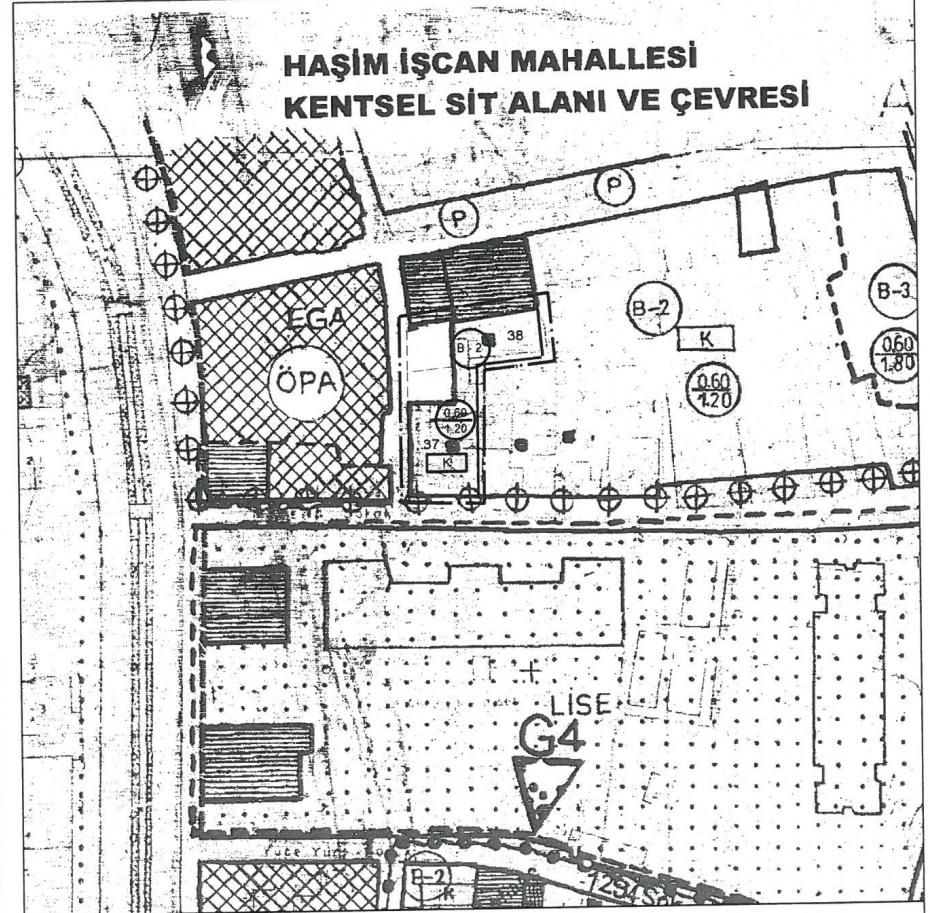 HAŞİM İŞCAN MAHALLESİ
KENTSEL SİT ALANI VE ÇEVRESİ
P
P
B-3
0.60
1.80
B-2
K
0.60
1.20
EGA
ÖPA
B-2
38
0.60
1.20
37
K
LİSE
G4
B-2
K